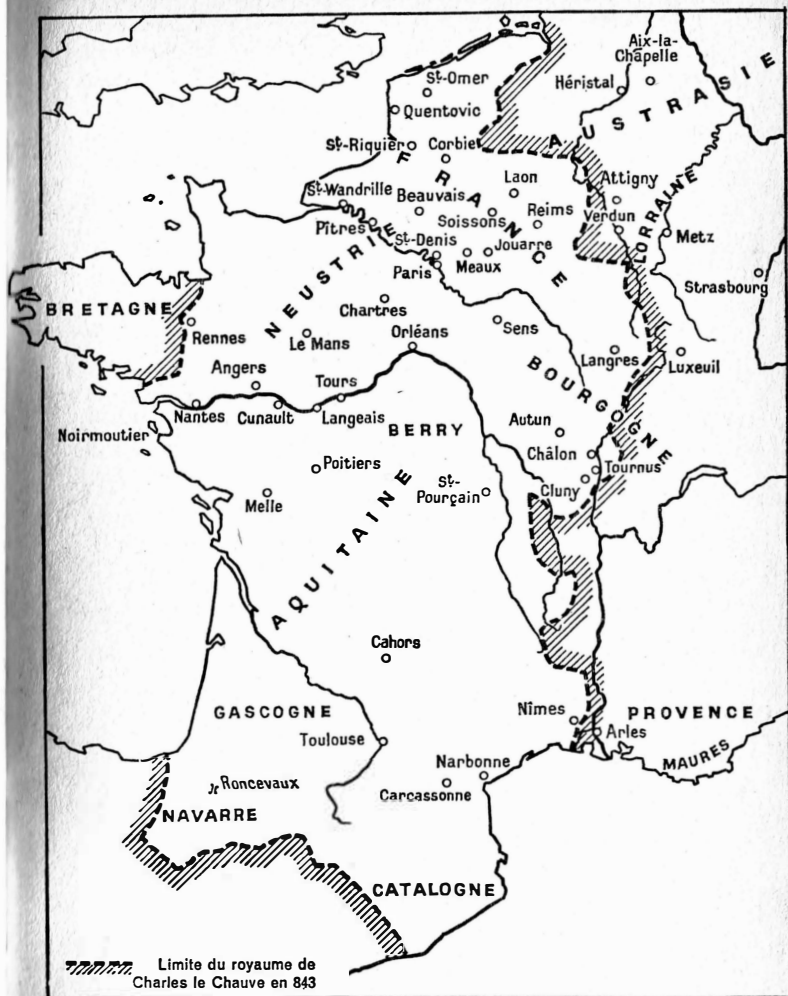 Aix-la-
Chapelle
St-Omer
Héristal
Quentovic
AUSTRASIE
St-Riquier
Corbie
FRANCE
Laon
Attigny
St-Wandrille
Beauvais
Soissons
Reims
Verdun
LORRAINE
Pîtres
St-Denis
Jouarre
Metz
Paris
Meaux
NEUSTRIE
Strasbourg
BRETAGNE
Chartres
Rennes
Le Mans
Orléans
Sens
Langres
Luxeuil
Angers
Tours
BOURGOGNE
Nantes
Cunault
Langeais
Autun
Noirmoutier
BERRY
Châlon
Poitiers
Tournus
St-
Pourçain
Cluny
Melle
AQUITAINE
Cahors
GASCOGNE
Nîmes
PROVENCE
Toulouse
Arles
Narbonne
MAURES
Roncevaux
Carcassonne
NAVARRE
CATALOGNE
Limite du royaume de
Charles le Chauve en 843